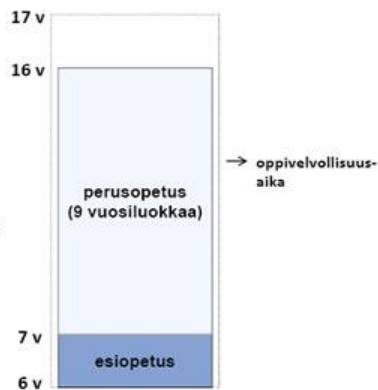 17 v
16 v
→ oppivelvollisuus-
aika
perusopetus
(9 vuosiluokkaa)
7 v
esiopetus
6 v